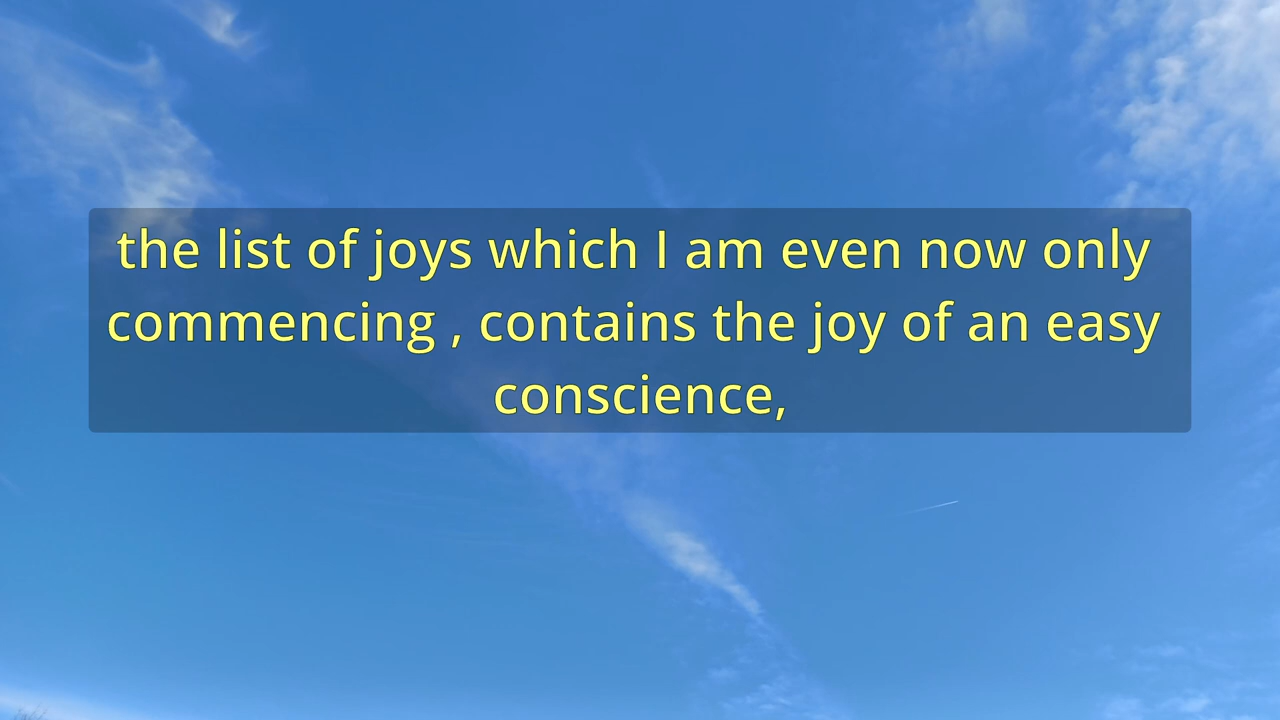 the list of joys which I am even now only
commencing , contains the joy of an easy
conscience,